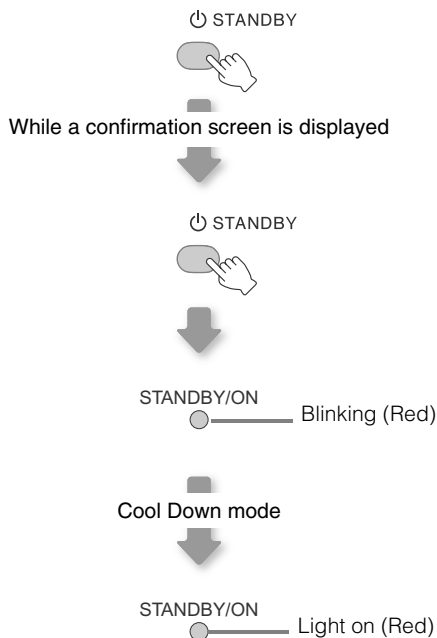 ⏻ STANDBY
While a confirmation screen is displayed
⏻ STANDBY
STANDBY/ON
Blinking (Red)
Cool Down mode
STANDBY/ON
Light on (Red)